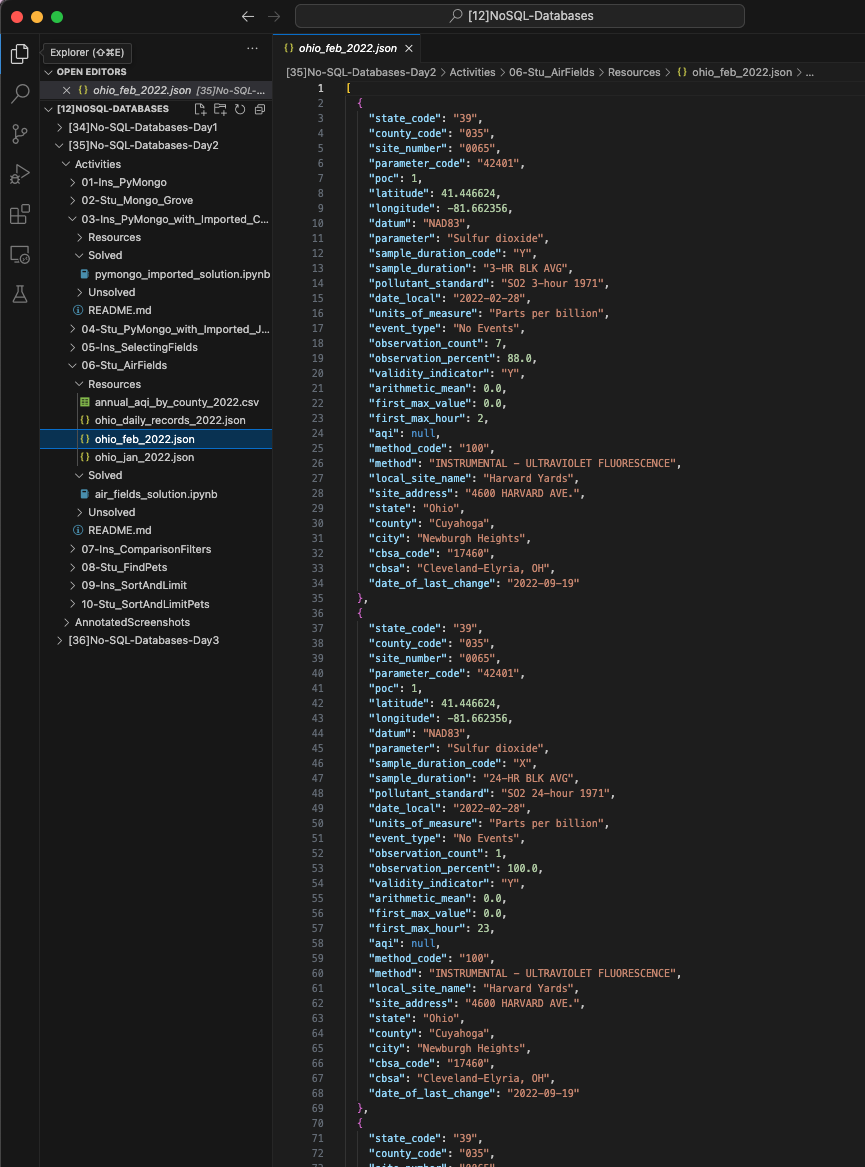 [12]NoSQL-Databases
Explorer (⇧⌘E)
OPEN EDITORS
ohio_feb_2022.json [35]No-SQL-...
[12]NOSQL-DATABASES
[34]No-SQL-Databases-Day1
[35]No-SQL-Databases-Day2
Activities
01-Ins_PyMongo
02-Stu_Mongo_Grove
03-Ins_PyMongo_with_Imported_C...
Resources
Solved
pymongo_imported_solution.ipynb
Unsolved
README.md
04-Stu_PyMongo_with_Imported_J...
05-Ins_SelectingFields
06-Stu_AirFields
Resources
annual_aqi_by_county_2022.csv
ohio_daily_records_2022.json
ohio_feb_2022.json
ohio_jan_2022.json
Solved
air_fields_solution.ipynb
Unsolved
README.md
07-Ins_ComparisonFilters
08-Stu_FindPets
09-Ins_SortAndLimit
10-Stu_SortAndLimitPets
AnnotatedScreenshots
[36]No-SQL-Databases-Day3
{} ohio_feb_2022.json ×
[35]No-SQL-Databases-Day2 > Activities > 06-Stu_AirFields > Resources > {} ohio_feb_2022.json > ...
1 [
2 {
3 "state_code": "39",
4 "county_code": "035",
5 "site_number": "0065",
6 "parameter_code": "42401",
7 "poc": 1,
8 "latitude": 41.446624,
9 "longitude": -81.662356,
10 "datum": "NAD83",
11 "parameter": "Sulfur dioxide",
12 "sample_duration_code": "Y",
13 "sample_duration": "3-HR BLK AVG",
14 "pollutant_standard": "SO2 3-hour 1971",
15 "date_local": "2022-02-28",
16 "units_of_measure": "Parts per billion",
17 "event_type": "No Events",
18 "observation_count": 7,
19 "observation_percent": 88.0,
20 "validity_indicator": "Y",
21 "arithmetic_mean": 0.0,
22 "first_max_value": 0.0,
23 "first_max_hour": 2,
24 "aqi": null,
25 "method_code": "100",
26 "method": "INSTRUMENTAL - ULTRAVIOLET FLUORESCENCE",
27 "local_site_name": "Harvard Yards",
28 "site_address": "4600 HARVARD AVE.",
29 "state": "Ohio",
30 "county": "Cuyahoga",
31 "city": "Newburgh Heights",
32 "cbsa_code": "17460",
33 "cbsa": "Cleveland-Elyria, OH",
34 "date_of_last_change": "2022-09-19"
35 },
36 {
37 "state_code": "39",
38 "county_code": "035",
39 "site_number": "0065",
40 "parameter_code": "42401",
41 "poc": 1,
42 "latitude": 41.446624,
43 "longitude": -81.662356,
44 "datum": "NAD83",
45 "parameter": "Sulfur dioxide",
46 "sample_duration_code": "X",
47 "sample_duration": "24-HR BLK AVG",
48 "pollutant_standard": "SO2 24-hour 1971",
49 "date_local": "2022-02-28",
50 "units_of_measure": "Parts per billion",
51 "event_type": "No Events",
52 "observation_count": 1,
53 "observation_percent": 100.0,
54 "validity_indicator": "Y",
55 "arithmetic_mean": 0.0,
56 "first_max_value": 0.0,
57 "first_max_hour": 23,
58 "aqi": null,
59 "method_code": "100",
60 "method": "INSTRUMENTAL - ULTRAVIOLET FLUORESCENCE",
61 "local_site_name": "Harvard Yards",
62 "site_address": "4600 HARVARD AVE.",
63 "state": "Ohio",
64 "county": "Cuyahoga",
65 "city": "Newburgh Heights",
66 "cbsa_code": "17460",
67 "cbsa": "Cleveland-Elyria, OH",
68 "date_of_last_change": "2022-09-19"
69 },
70 {
71 "state_code": "39",
72 "county_code": "035",